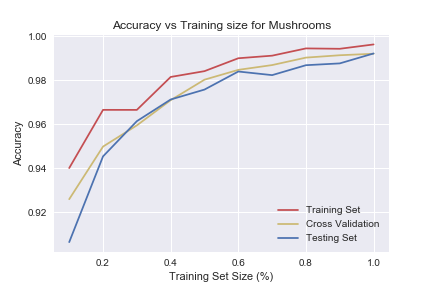 Accuracy vs Training size for Mushrooms
1.00
0.98
0.96
0.94
0.92
Accuracy
0.2
0.4
0.6
0.8
1.0
Training Set Size (%)
Training Set
Cross Validation
Testing Set